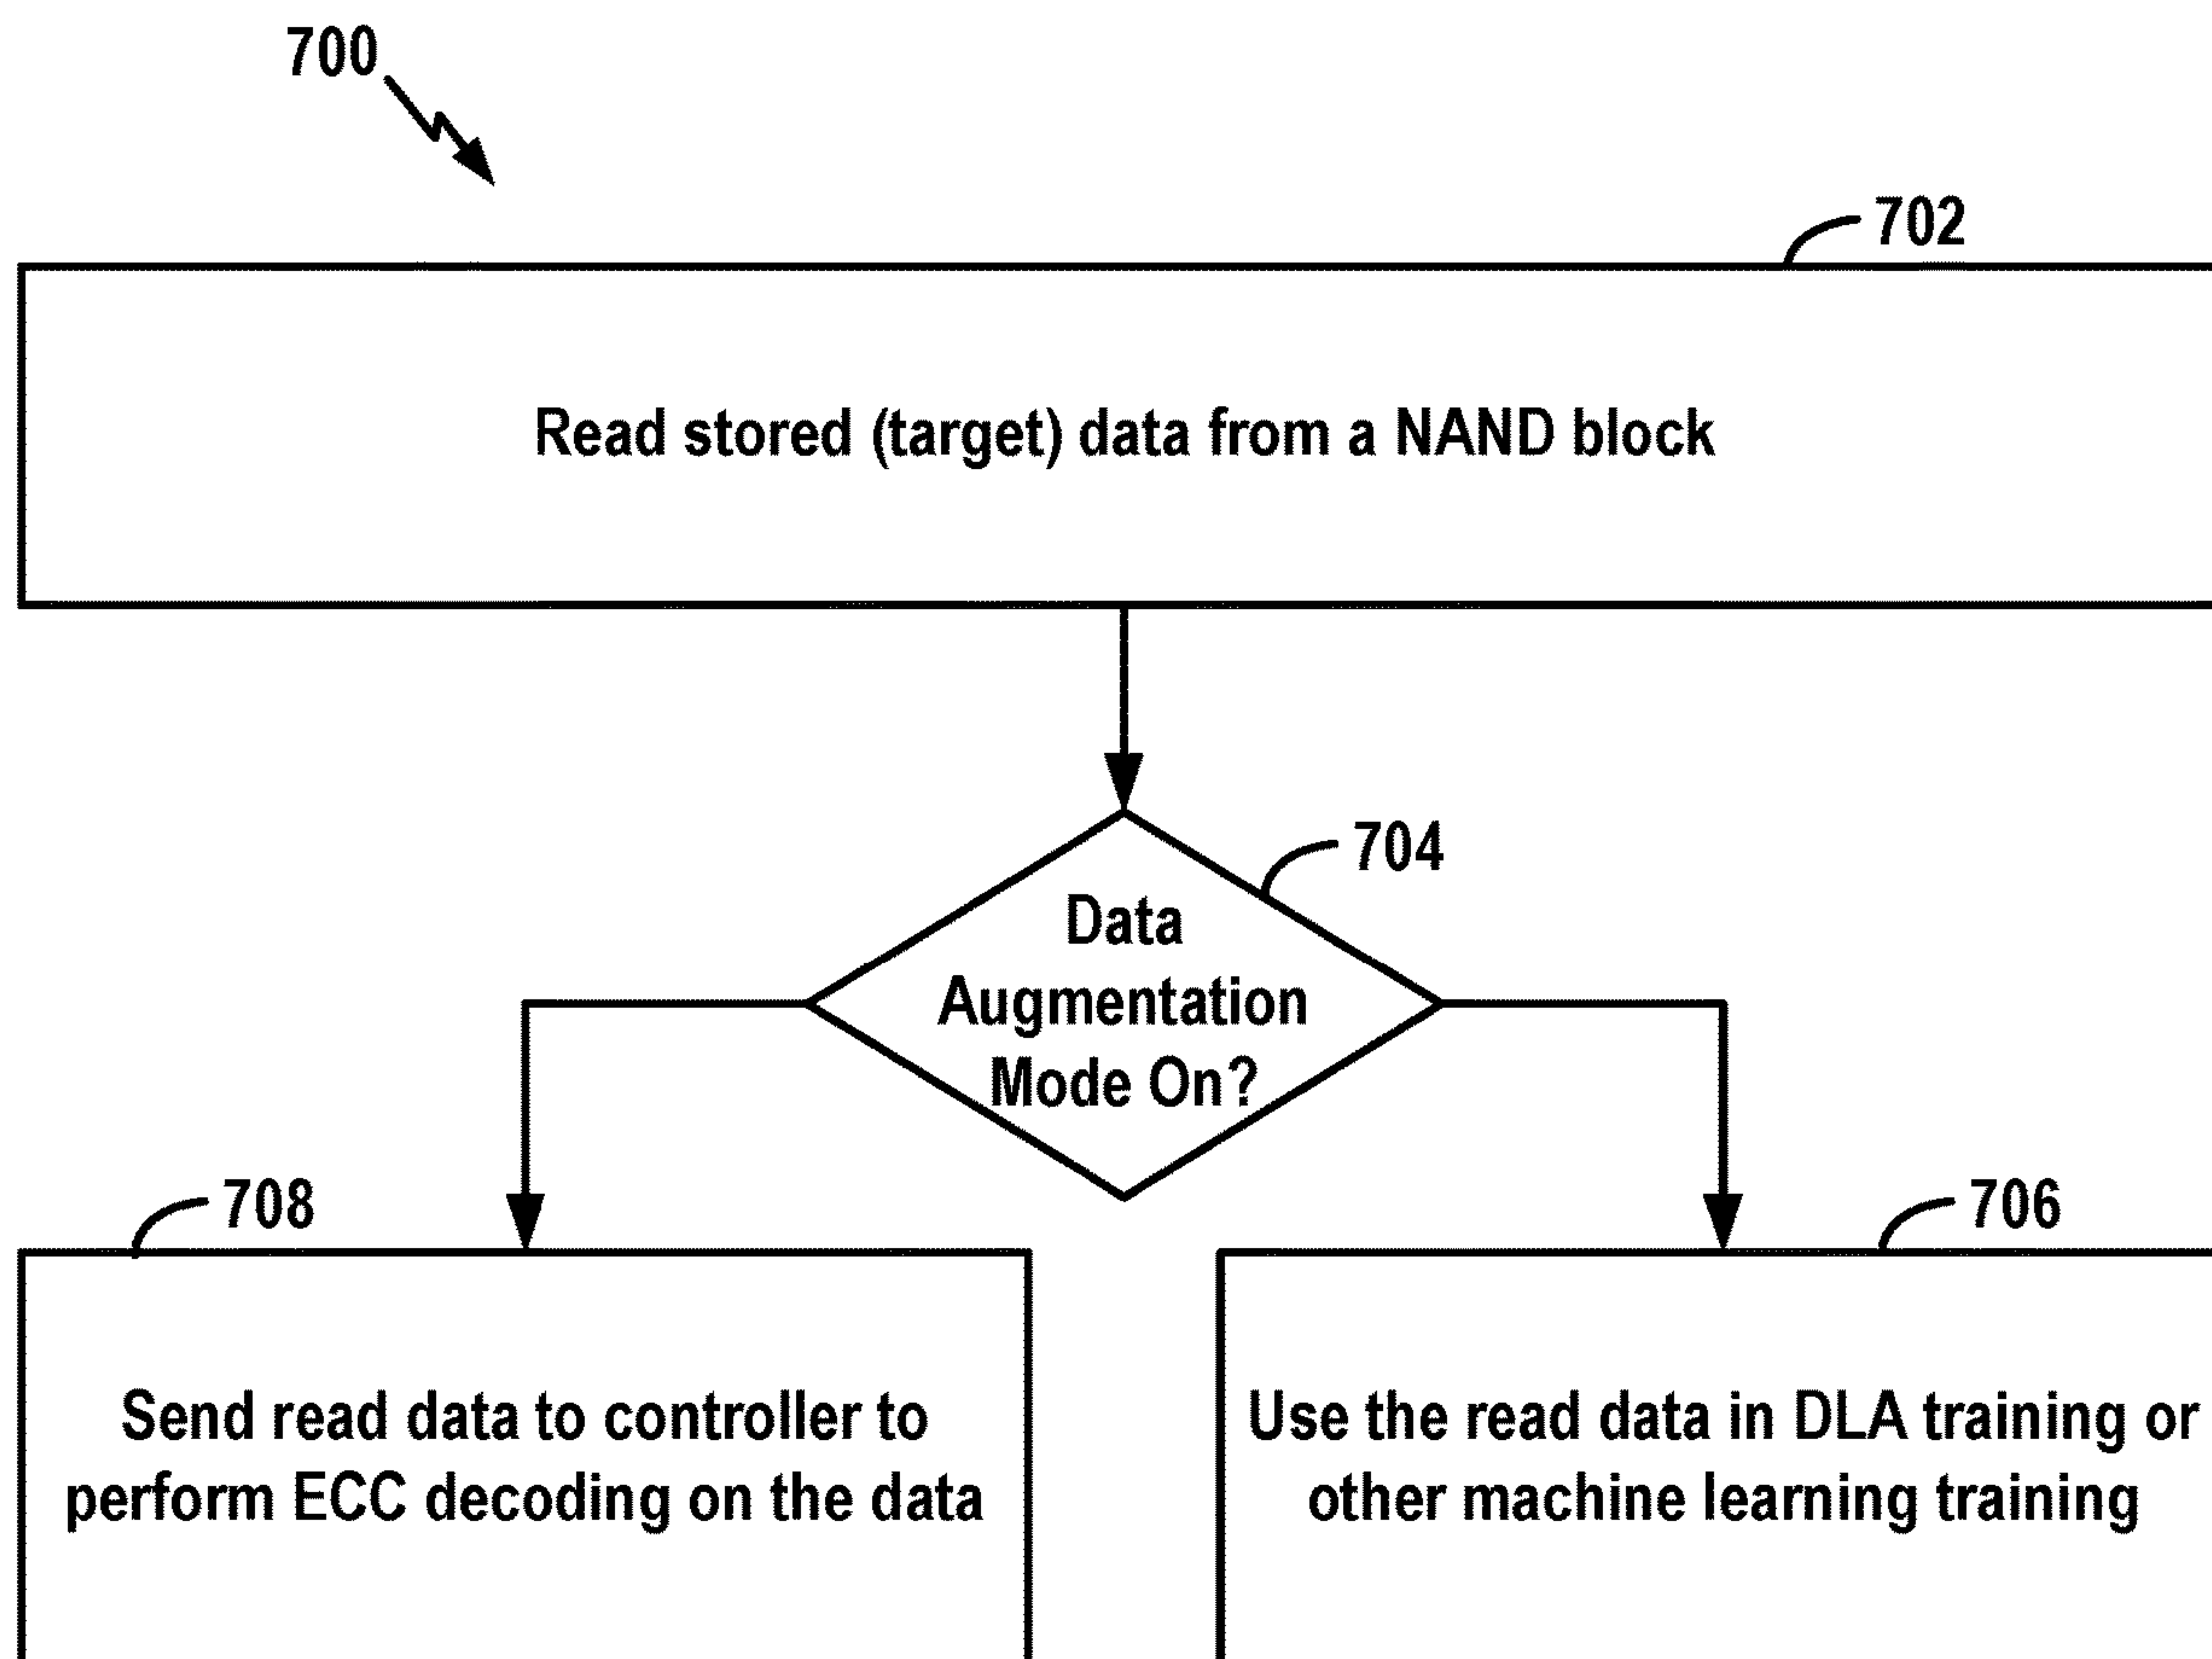 700
702
Read stored (target) data from a NAND block
704
Data
Augmentation
Mode On?
708
706
Send read data to controller to
perform ECC decoding on the data
Use the read data in DLA training or
other machine learning training